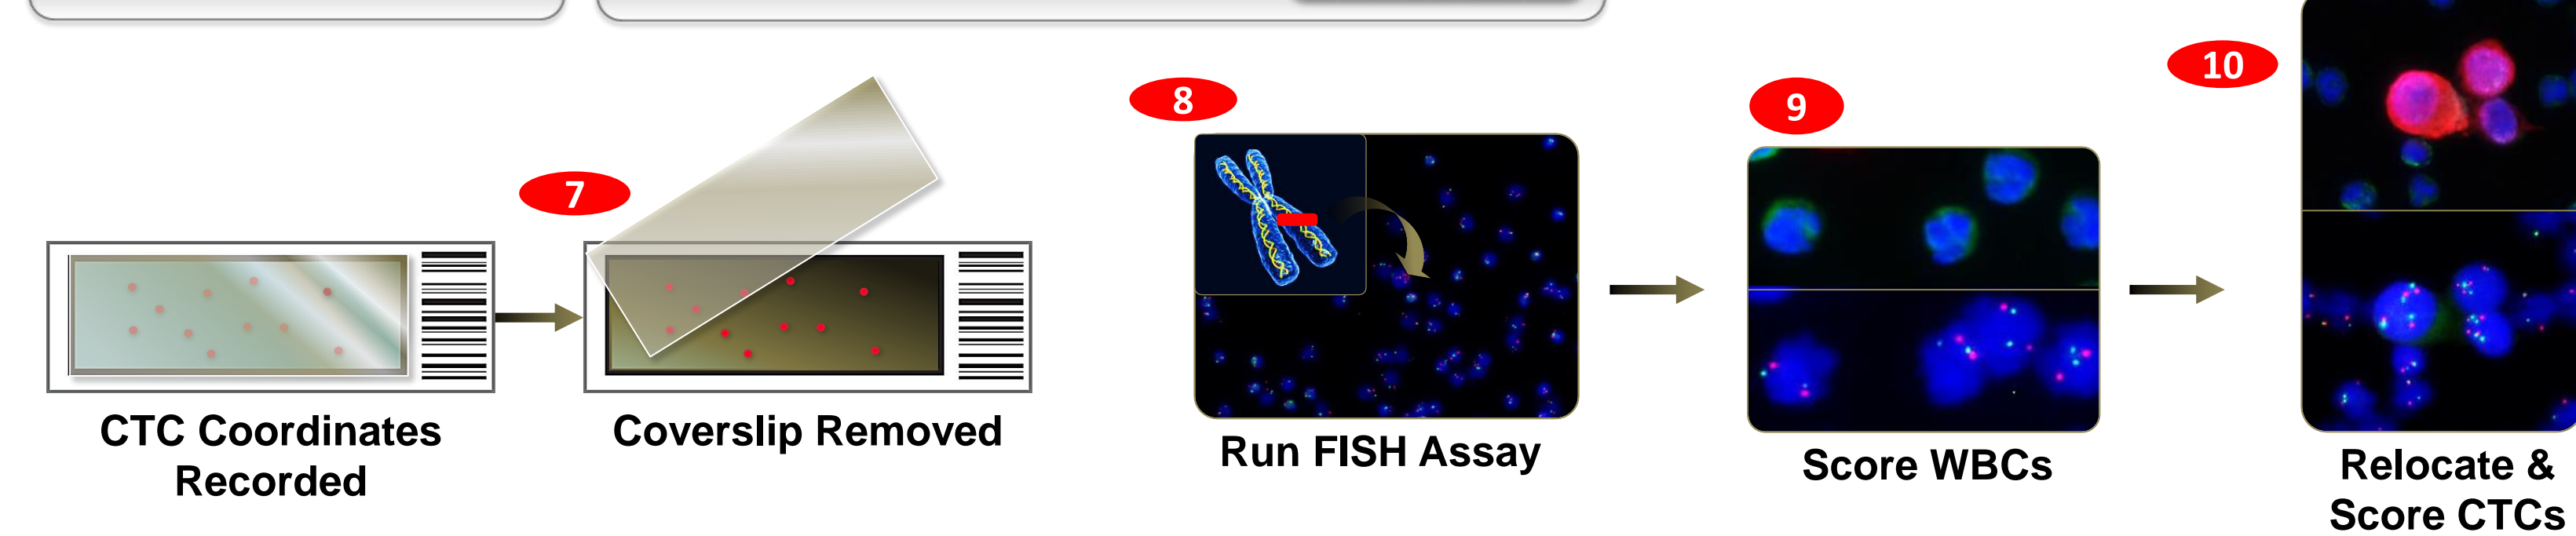 7
8
9
10
CTC Coordinates
Recorded
Coverslip Removed
Run FISH Assay
Score WBCs
Relocate &
Score CTCs